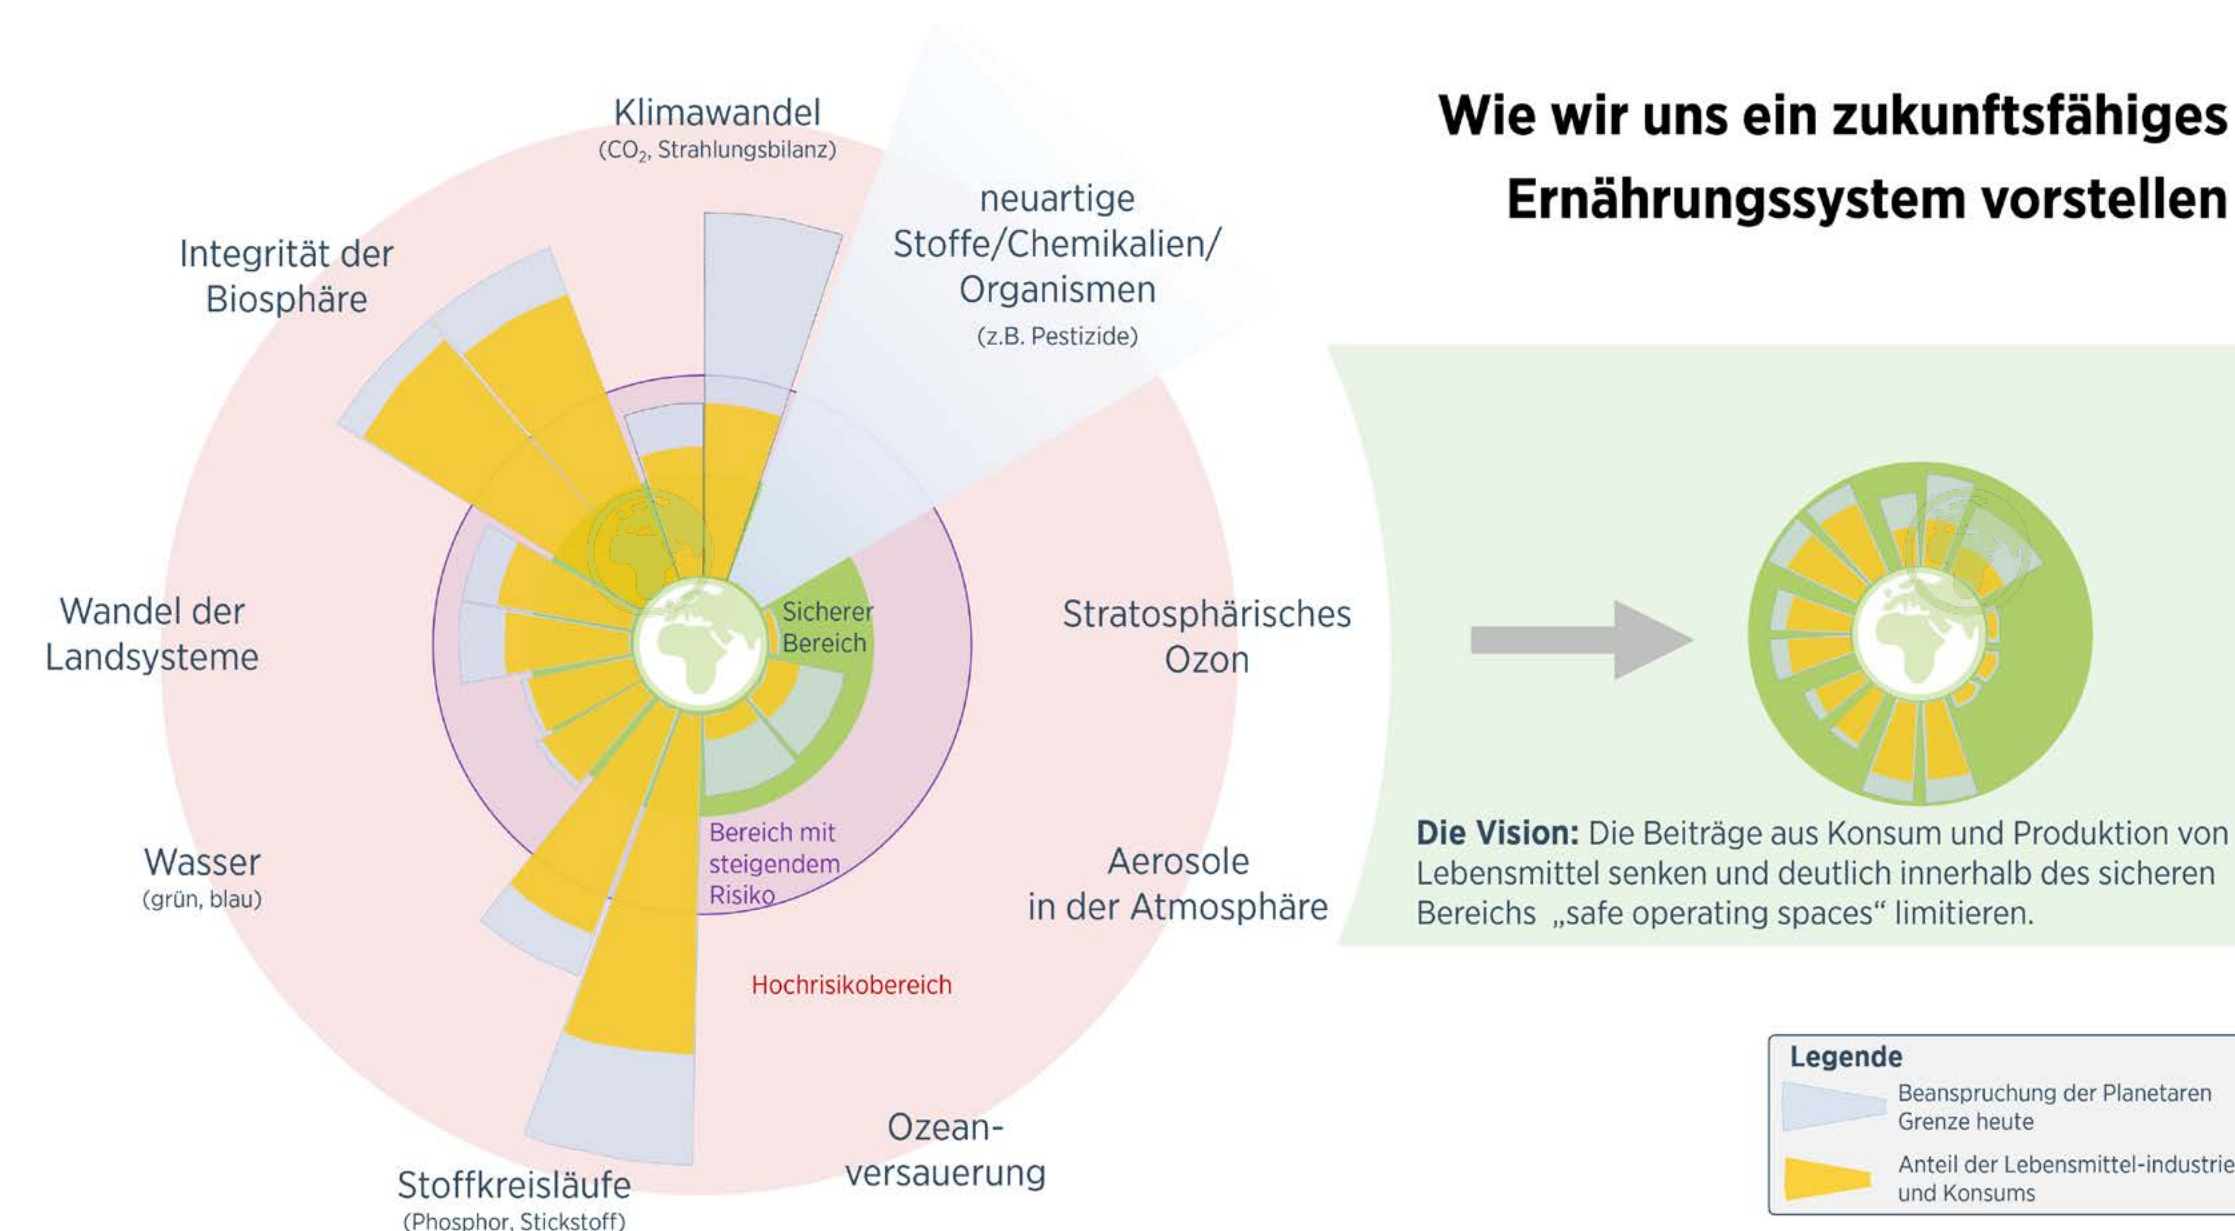 Wie wir uns ein zukunftsfähiges
Ernährungssystem vorstellen
Klimawandel
(CO₂, Strahlungsbilanz)
neuartige
Stoffe/Chemikalien/
Organismen
(z.B. Pestizide)
Integrität der
Biosphäre
Wandel der
Landsysteme
Sicherer
Bereich
Stratosphärisches
Ozon
Wasser
(grün, blau)
Bereich mit
steigendem
Risiko
Aerosole
in der Atmosphäre
Hochrisikobereich
Ozean-
versauerung
Stoffkreisläufe
(Phosphor, Stickstoff)
Die Vision: Die Beiträge aus Konsum und Produktion von
Lebensmittel senken und deutlich innerhalb des sicheren
Bereichs „safe operating spaces“ limitieren.
Legende
Beanspruchung der Planetaren
Grenze heute
Anteil der Lebensmittel-industrie
und Konsums